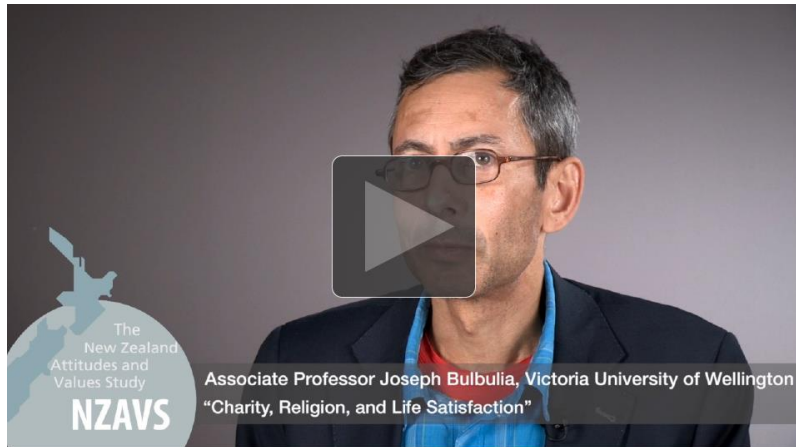 The
New Zealand
Attitudes and
Values Study
NZAVS
Associate Professor Joseph Bulbulia, Victoria University of Wellington
“Charity, Religion, and Life Satisfaction”